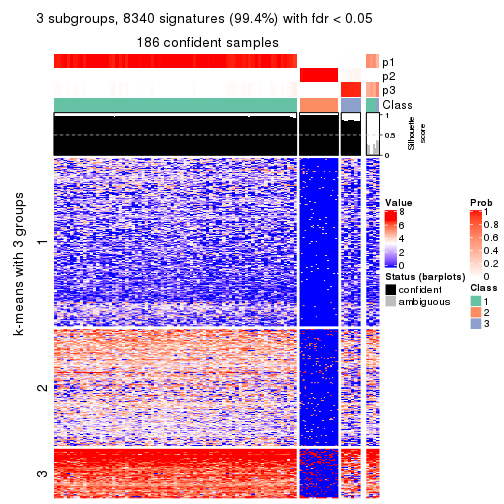 3 subgroups, 8340 signatures (99.4%) with fdr < 0.05
186 confident samples
p1
p2
p3
Class
1
0.5
0
Silhouette
score
k-means with 3 groups
1
2
3
Value
8
6
4
2
0
Status (barplots)
confident
ambiguous
Prob
1
0.8
0.6
0.4
0.2
0
Class
1
2
3